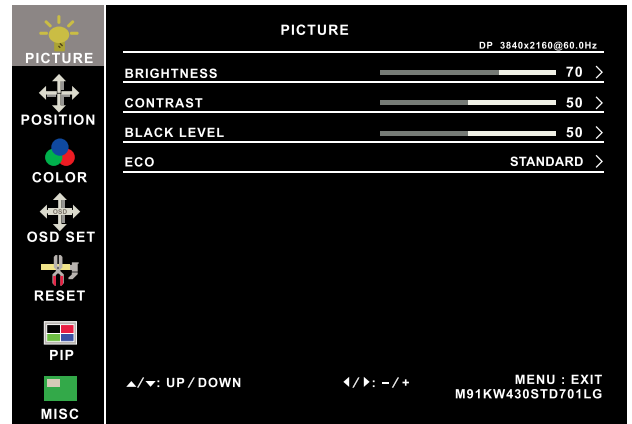 PICTURE
DP 3840x2160@60.0Hz
BRIGHTNESS 70
CONTRAST 50
BLACK LEVEL 50
ECO STANDARD
PICTURE
POSITION
COLOR
OSD
OSD SET
RESET
PIP
MISC
▲/▼: UP/DOWN
◀/▶: –/+
MENU : EXIT
M91KW430STD701LG